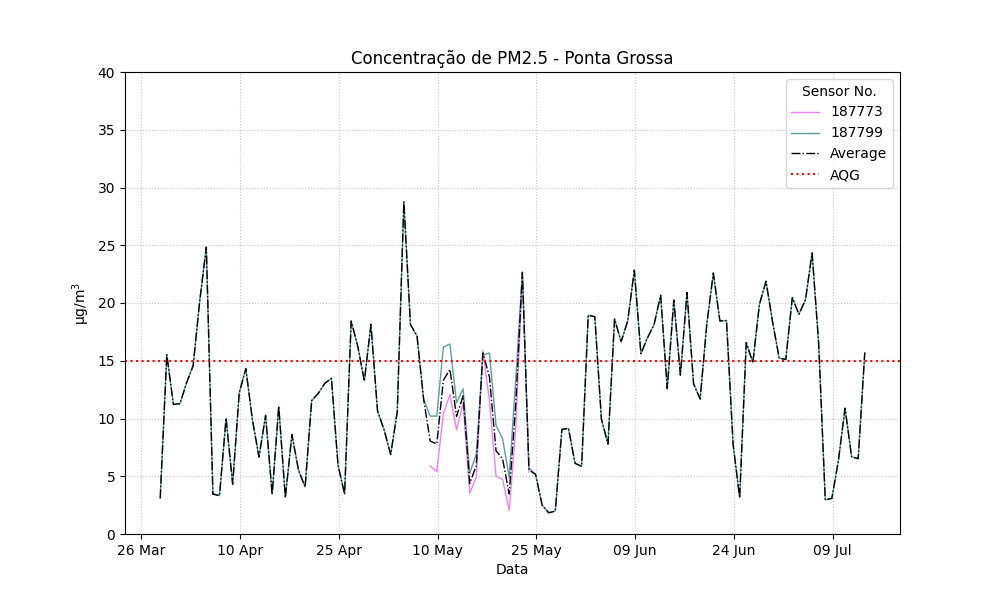 Concentração de PM2.5 - Ponta Grossa
40
35
30
25
20
15
10
5
0
µg/m³
Sensor No.
187773
187799
Average
AQG
26 Mar
10 Apr
25 Apr
10 May
25 May
09 Jun
24 Jun
09 Jul
Data